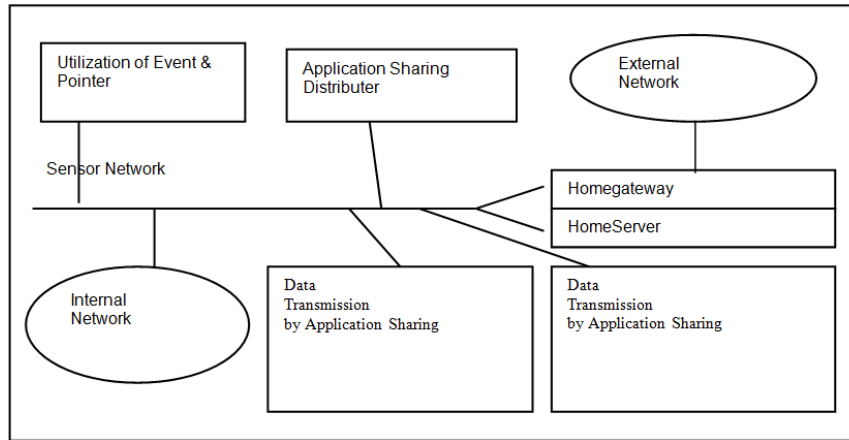 Utilization of Event &
Pointer
Application Sharing
Distributer
External
Network
Sensor Network
Homegateway
HomeServer
Internal
Network
Data
Transmission
by Application Sharing
Data
Transmission
by Application Sharing